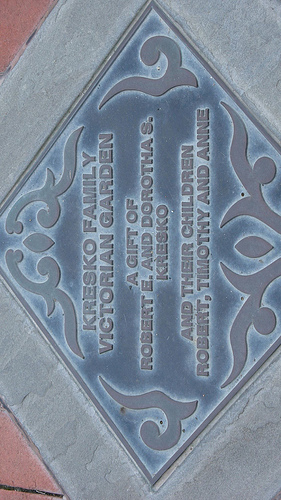 KRESKO FAMILY
VICTORIAN GARDEN
A GIFT OF
ROBERT E. AND DOROTHA S.
KRESKO
AND THEIR CHILDREN
ROBERT, TIMOTHY AND ANNE